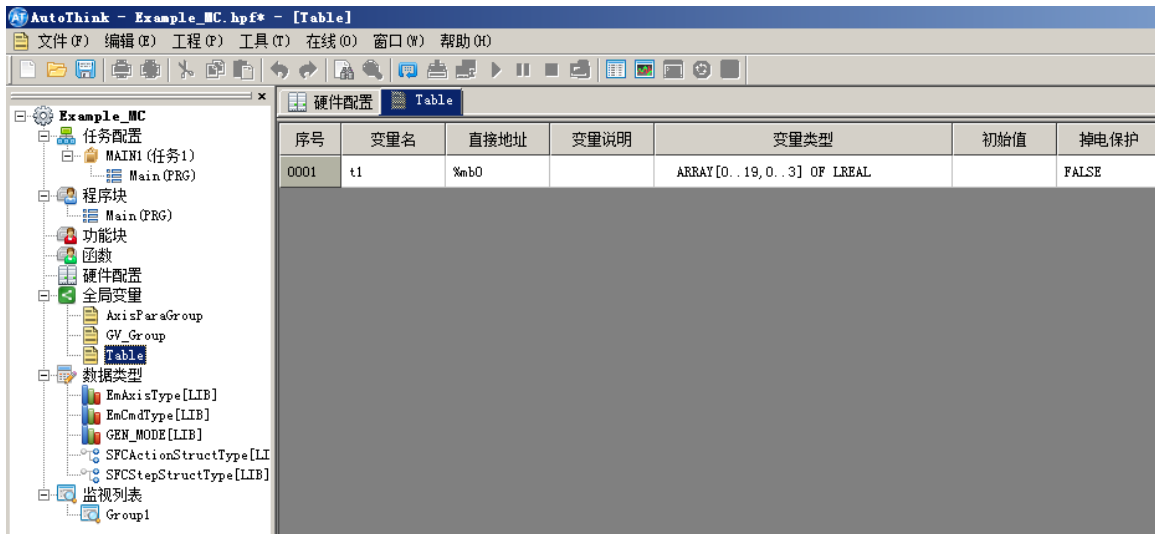 AutoThink - Example_MC.hpf* - [Table]
文件(F) 编辑(E) 工程(P) 工具(T) 在线(O) 窗口(W) 帮助(H)
Example_MC
任务配置
MAIN1(任务1)
Main(PRG)
程序块
Main(PRG)
功能块
函数
硬件配置
全局变量
AxisParaGroup
GV_Group
Table
数据类型
EmAxisType[LIB]
EmCmdType[LIB]
GEN_MODE[LIB]
SFCActionStructType[LI
SFCStepStructType[LIB]
监视列表
Group1
硬件配置 Table
序号 变量名 直接地址 变量说明 变量类型 初始值 掉电保护
0001 t1 %mb0 ARRAY[0..19,0..3] OF LREAL FALSE